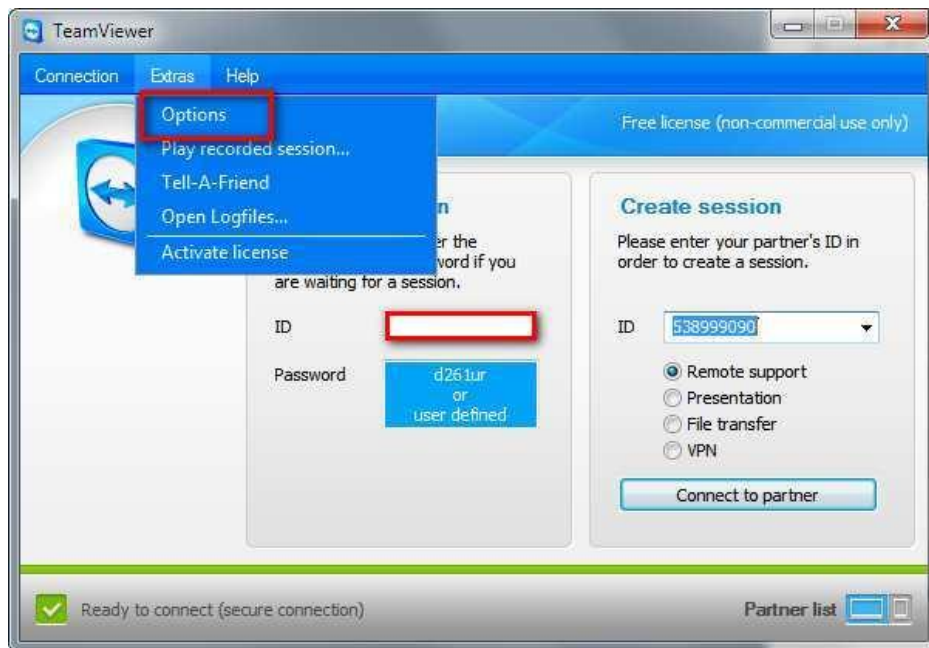 TeamViewer
Connection Extras Help
Options
Play recorded session...
Tell-A-Friend
Open Logfiles...
Activate license
Free license (non-commercial use only)
n
er the
word if you
are waiting for a session.
ID
Password
d261ur
or
user defined
Create session
Please enter your partner's ID in
order to create a session.
ID 538999090
Remote support
Presentation
File transfer
VPN
Connect to partner
Ready to connect (secure connection)
Partner list